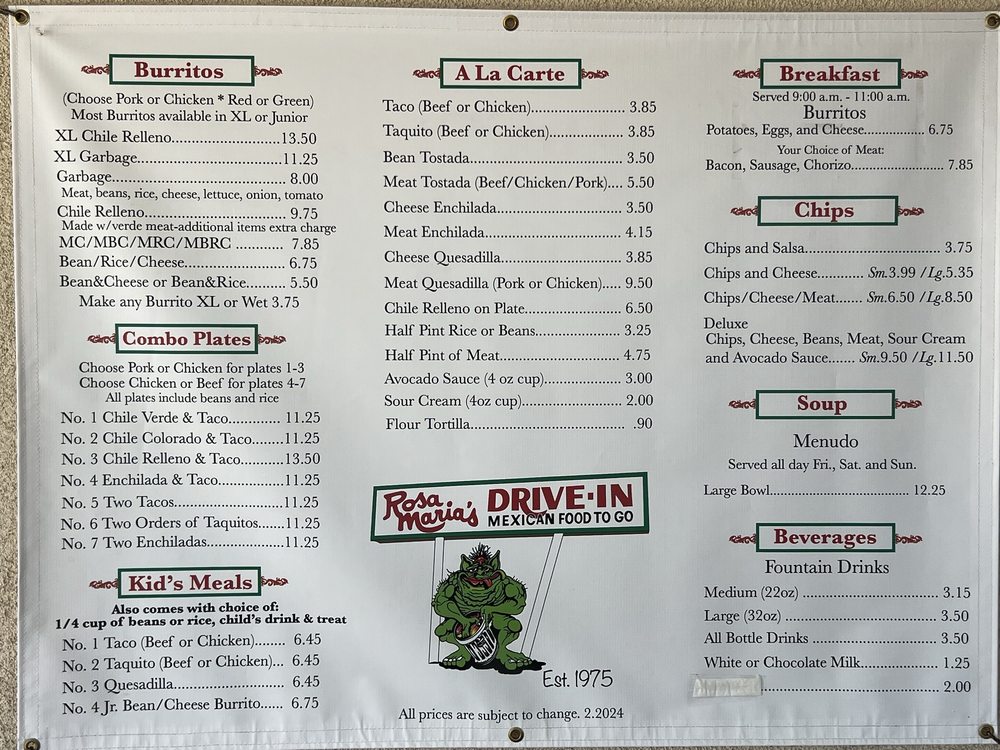 Burritos
(Choose Pork or Chicken * Red or Green)
Most Burritos available in XL or Junior
XL Chile Relleno............................13.50
XL Garbage....................................11.25
Garbage........................................... 8.00
Meat, beans, rice, cheese, lettuce, onion, tomato
Chile Relleno.................................... 9.75
Made w/verde meat-additional items extra charge
MC/MBC/MRC/MBRC ............ 7.85
Bean/Rice/Cheese.......................... 6.75
Bean&Cheese or Bean&Rice.......... 5.50
Make any Burrito XL or Wet 3.75
Combo Plates
Choose Pork or Chicken for plates 1-3
Choose Chicken or Beef for plates 4-7
All plates include beans and rice
No. 1 Chile Verde & Taco............. 11.25
No. 2 Chile Colorado & Taco........11.25
No. 3 Chile Relleno & Taco...........13.50
No. 4 Enchilada & Taco................11.25
No. 5 Two Tacos...........................11.25
No. 6 Two Orders of Taquitos.......11.25
No. 7 Two Enchiladas...................11.25
Kid's Meals
Also comes with choice of:
1/4 cup of beans or rice, child's drink & treat
No. 1 Taco (Beef or Chicken)....... 6.45
No. 2 Taquito (Beef or Chicken)... 6.45
No. 3 Quesadilla........................... 6.45
No. 4 Jr. Bean/Cheese Burrito...... 6.75
A La Carte
Taco (Beef or Chicken)....................... 3.85
Taquito (Beef or Chicken)................... 3.85
Bean Tostada...................................... 3.50
Meat Tostada (Beef/Chicken/Pork).... 5.50
Cheese Enchilada................................ 3.50
Meat Enchilada................................... 4.15
Cheese Quesadilla............................... 3.85
Meat Quesadilla (Pork or Chicken)..... 9.50
Chile Relleno on Plate......................... 6.50
Half Pint Rice or Beans....................... 3.25
Half Pint of Meat................................ 4.75
Avocado Sauce (4 oz cup).................... 3.00
Sour Cream (4oz cup)......................... 2.00
Flour Tortilla...................................... .90
Rosa Maria's DRIVE-IN
MEXICAN FOOD TO GO
Est. 1975
All prices are subject to change. 2.2024
Breakfast
Served 9:00 a.m. - 11:00 a.m.
Burritos
Potatoes, Eggs, and Cheese................ 6.75
Your Choice of Meat:
Bacon, Sausage, Chorizo......................... 7.85
Chips
Chips and Salsa.................................... 3.75
Chips and Cheese............ Sm.3.99 /Lg.5.35
Chips/Cheese/Meat....... Sm.6.50 /Lg.8.50
Deluxe
Chips, Cheese, Beans, Meat, Sour Cream
and Avocado Sauce....... Sm.9.50 /Lg.11.50
Soup
Menudo
Served all day Fri., Sat. and Sun.
Large Bowl..................................... 12.25
Beverages
Fountain Drinks
Medium (22oz) ..................................... 3.15
Large (32oz) ........................................ 3.50
All Bottle Drinks .................................. 3.50
White or Chocolate Milk..................... 1.25
............................................... 2.00